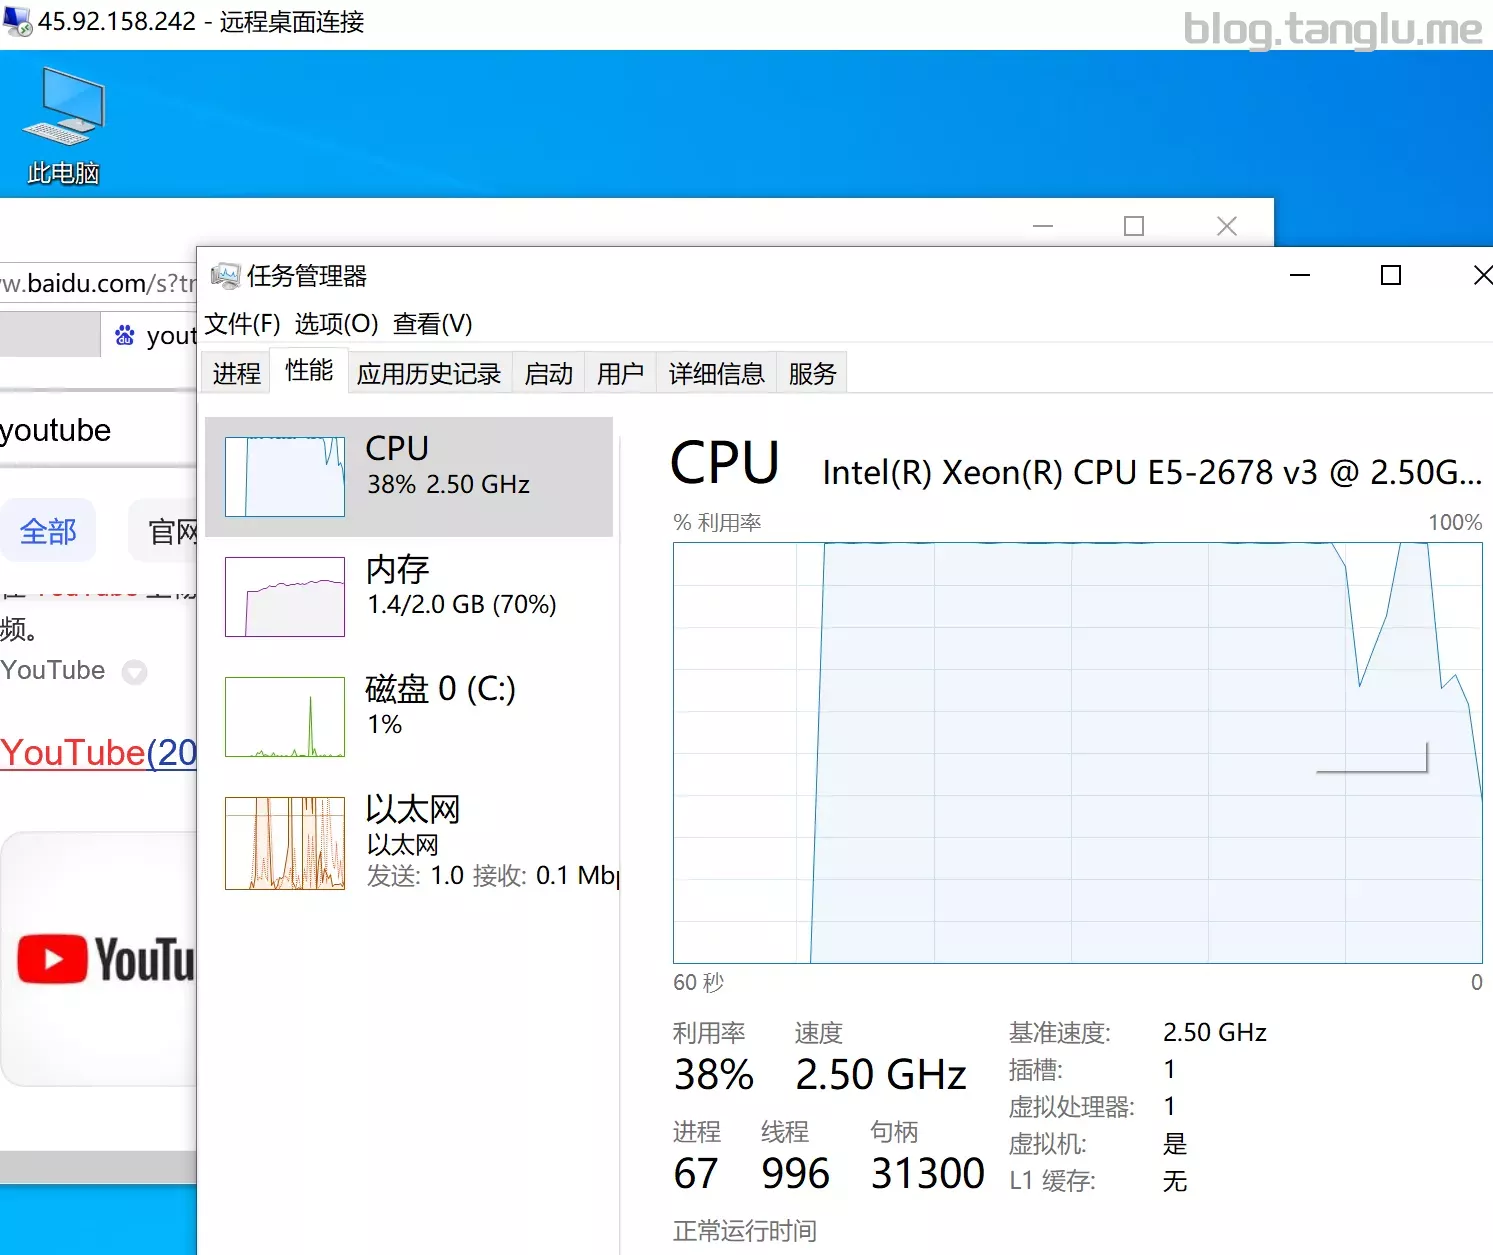 45.92.158.242 - 远程桌面连接
blog.tanglu.me
此电脑
w.baidu.com/s?tr
任务管理器
文件(F) 选项(O) 查看(V)
yout
进程 性能 应用历史记录 启动 用户 详细信息 服务
youtube
全部 官网
频。
YouTube
YouTube(20
YouTu
CPU
38% 2.50 GHz
内存
1.4/2.0 GB (70%)
磁盘 0 (C:)
1%
以太网
以太网
发送: 1.0 接收: 0.1 Mbp
CPU Intel(R) Xeon(R) CPU E5-2678 v3 @ 2.50G...
% 利用率 100%
60 秒 0
利用率 速度
38% 2.50 GHz
进程 线程 句柄
67 996 31300
基准速度: 2.50 GHz
插槽: 1
虚拟处理器: 1
虚拟机: 是
L1 缓存: 无
正常运行时间